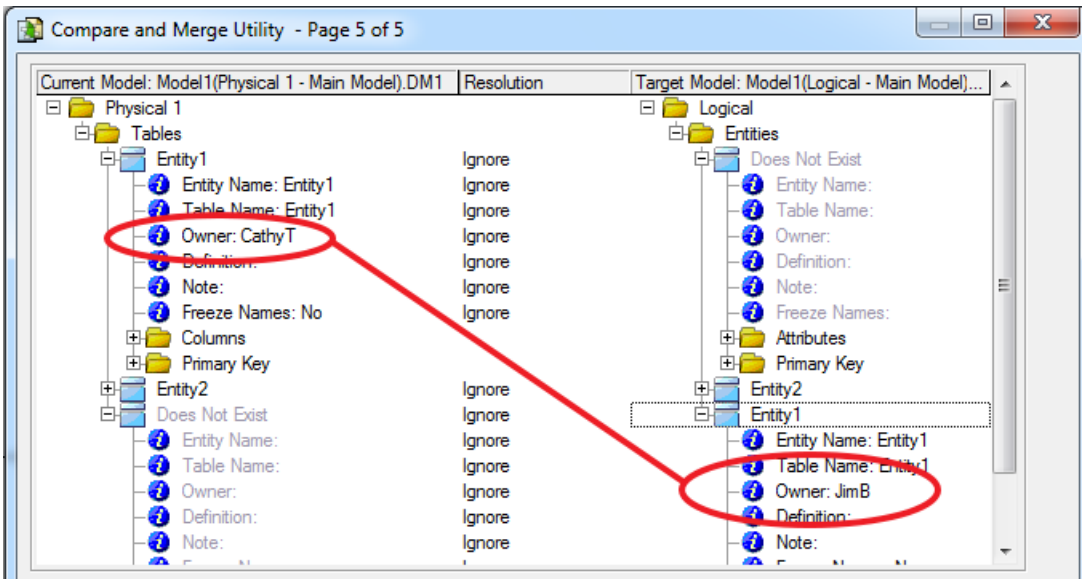 Compare and Merge Utility - Page 5 of 5
Current Model: Model1(Physical 1 - Main Model).DM1 Resolution Target Model: Model1(Logical - Main Model)...
Physical 1 Logical
Tables Entities
Entity1 Ignore Does Not Exist
Entity Name: Entity1 Ignore Entity Name:
Table Name: Entity1 Ignore Table Name:
Owner: CathyT Ignore Owner:
Definition: Ignore Definition:
Note: Ignore Note:
Freeze Names: No Ignore Freeze Names:
Columns Attributes
Primary Key Primary Key
Entity2 Ignore Entity2
Does Not Exist Ignore Entity1
Entity Name: Ignore Entity Name: Entity1
Table Name: Ignore Table Name: Entity1
Owner: Ignore Owner: JimB
Definition: Ignore Definition:
Note: Ignore Note: